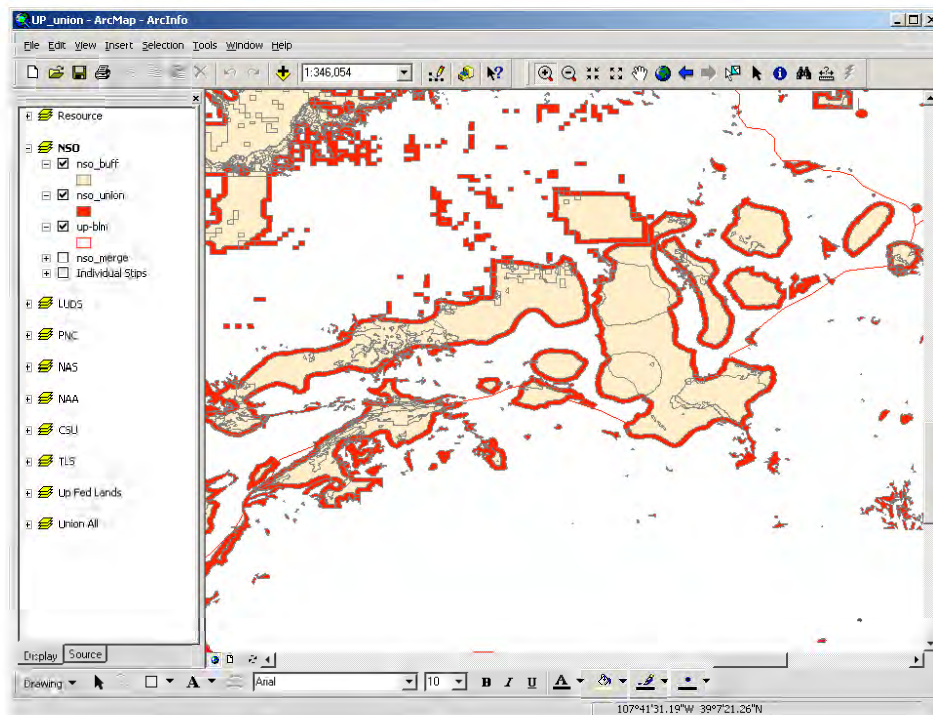 UP_union - ArcMap - ArcInfo
File Edit View Insert Selection Tools Window Help
1:346,054
Resource
NSO
nso_buff
nso_union
up-blni
nso_merge
Individual Stips
LUDS
PNC
NAS
NAA
CSU
TLS
Up Fed Lands
Union All
Display Source
Drawing A Arial 10 B I U A
107°41'31.19"W 39°7'21.26"N